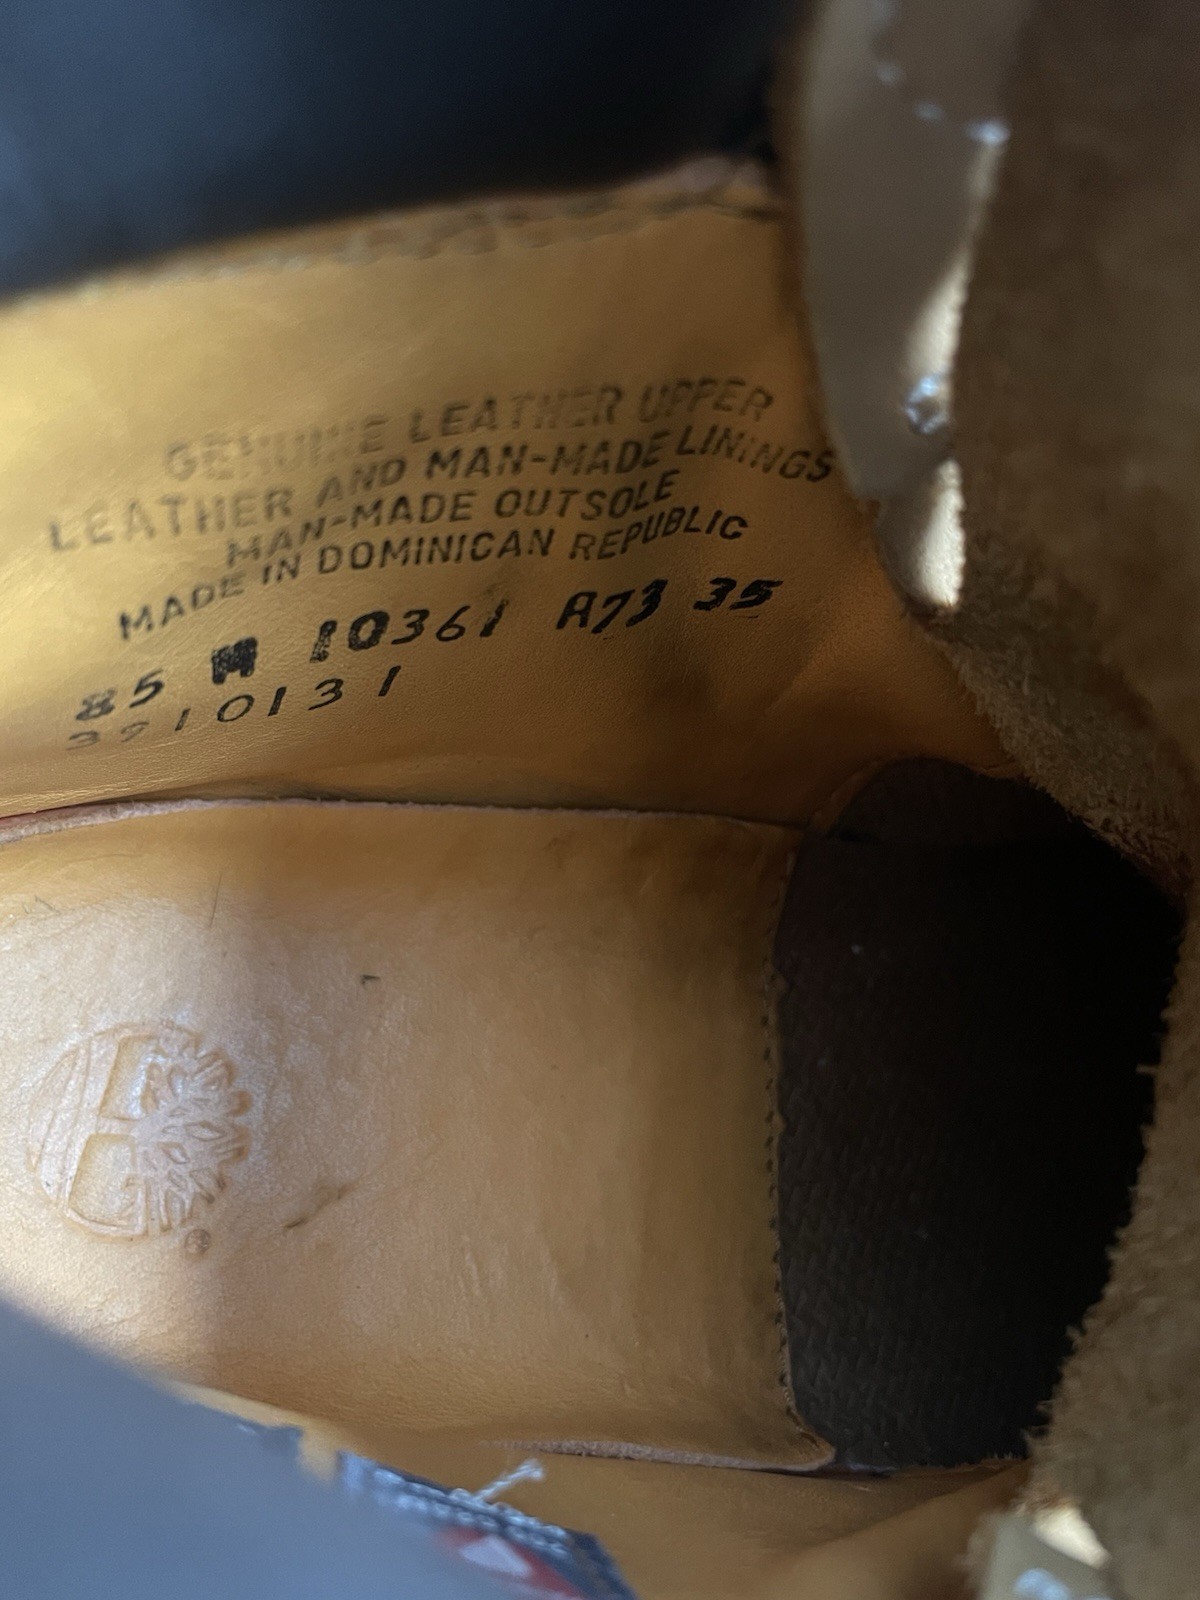 GENUINE LEATHER UPPER
LEATHER AND MAN-MADE LININGS
MAN-MADE OUTSOLE
MADE IN DOMINICAN REPUBLIC
85 M 10361 A73 35
3910131
®